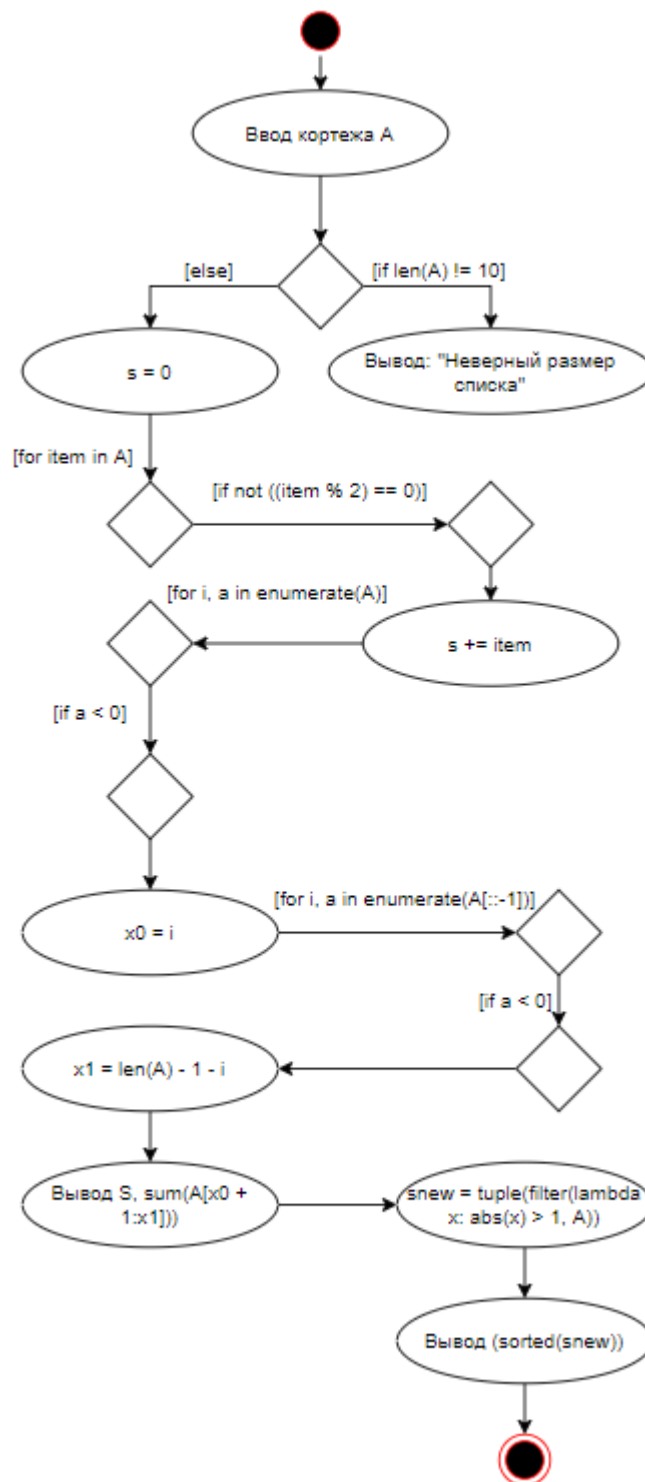 Ввод кортежа A
[else]
[if len(A) != 10]
s = 0
Вывод: "Неверный размер
списка"
[for item in A]
[if not ((item % 2) == 0)]
[for i, a in enumerate(A)]
s += item
[if a < 0]
x0 = i
[for i, a in enumerate(A[::-1])]
[if a < 0]
x1 = len(A) - 1 - i
Вывод S, sum(A[x0 +
1:x1]))
snew = tuple(filter(lambda
x: abs(x) > 1, A))
Вывод (sorted(snew))